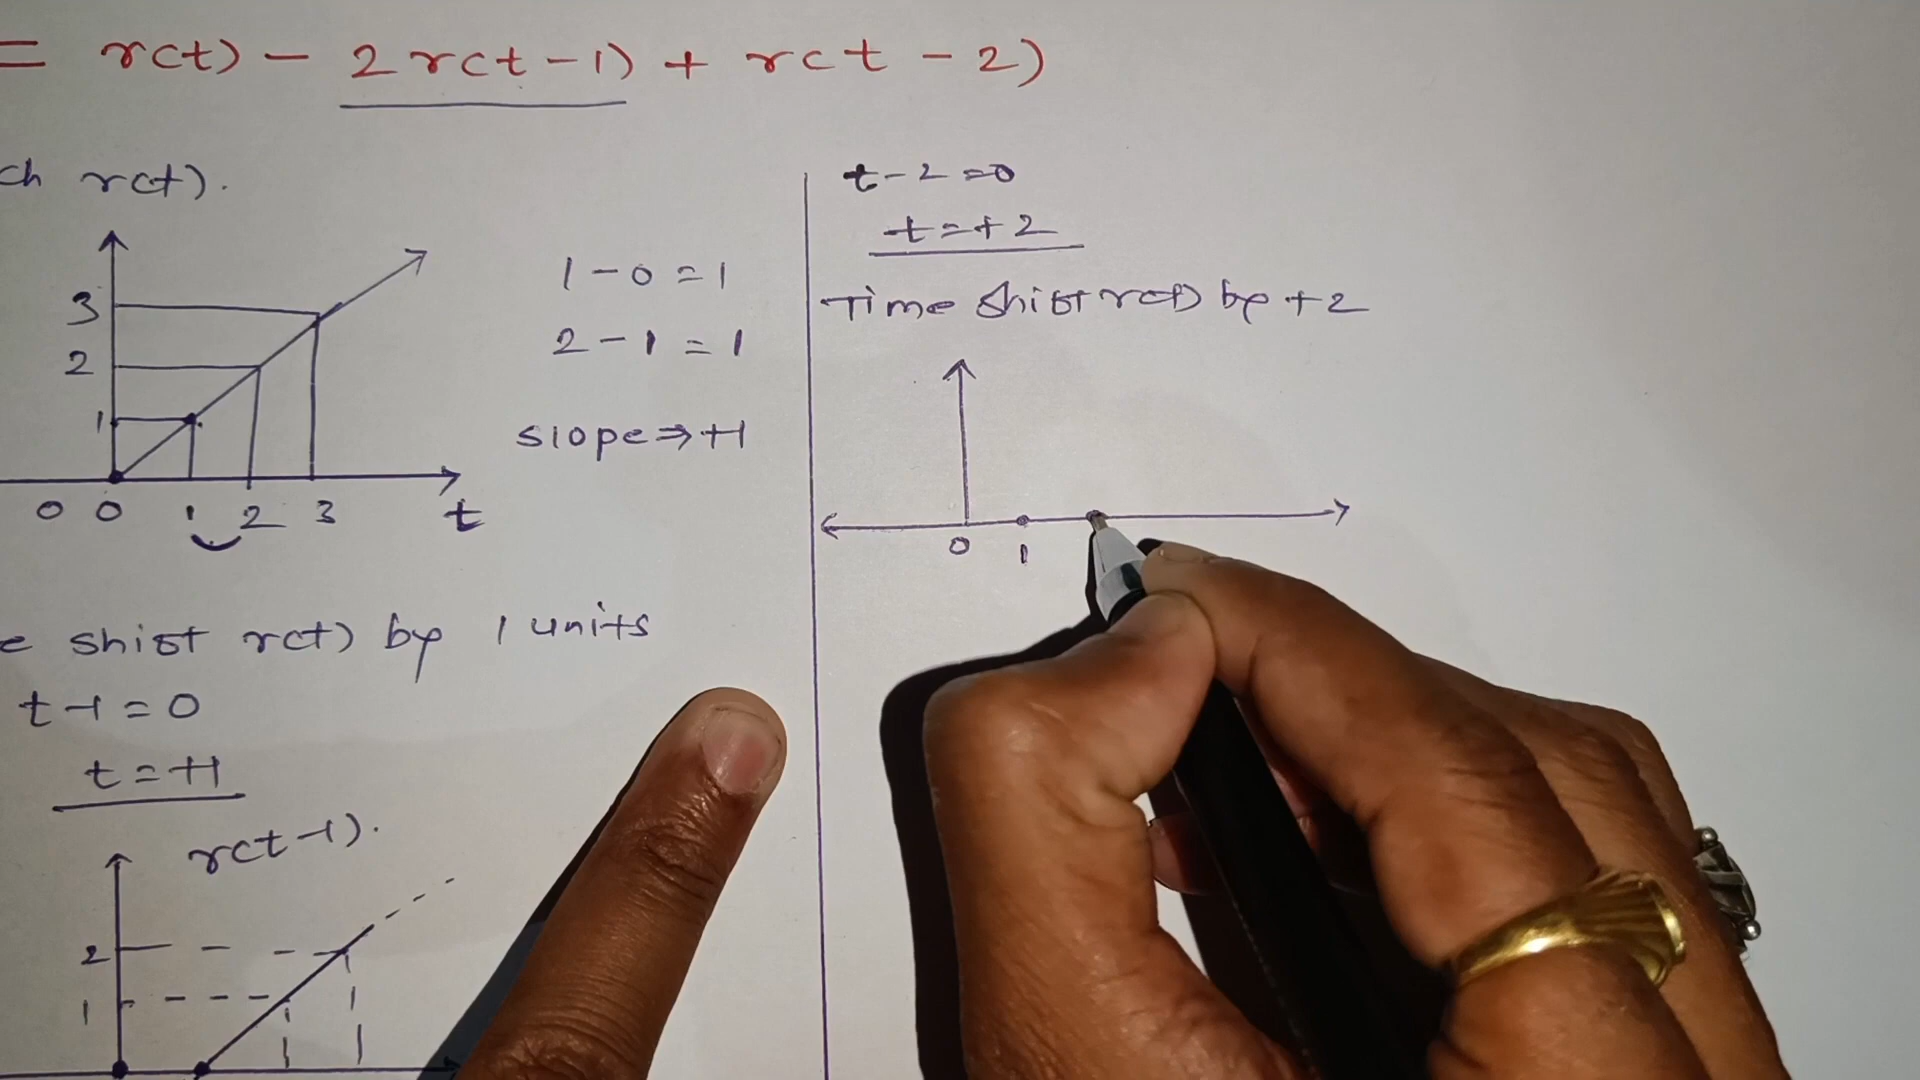 = r(t) - 2r(t-1) + r(t-2)
ch r(t).
3
2
1
0 0 1 2 3 t
1-0=1
2-1=1
slope⇒+1
e shift r(t) by 1 units
t-1=0
t=+1
r(t-1).
2
1
t-2=0
t=+2
Time shift r(t) by +2
0 1